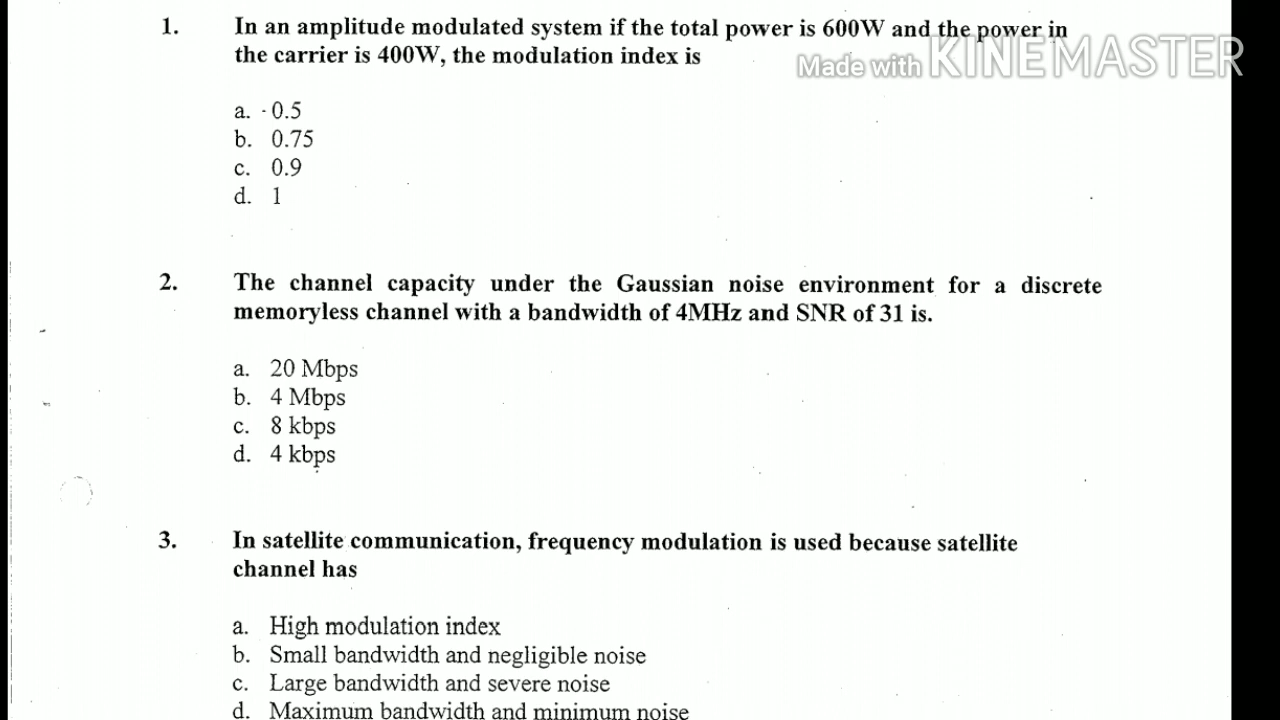 Made with KINEMASTER
1. In an amplitude modulated system if the total power is 600W and the power in
the carrier is 400W, the modulation index is
a. 0.5
b. 0.75
c. 0.9
d. 1
2. The channel capacity under the Gaussian noise environment for a discrete
memoryless channel with a bandwidth of 4MHz and SNR of 31 is.
a. 20 Mbps
b. 4 Mbps
c. 8 kbps
d. 4 kbps
3. In satellite communication, frequency modulation is used because satellite
channel has
a. High modulation index
b. Small bandwidth and negligible noise
c. Large bandwidth and severe noise
d. Maximum bandwidth and minimum noise